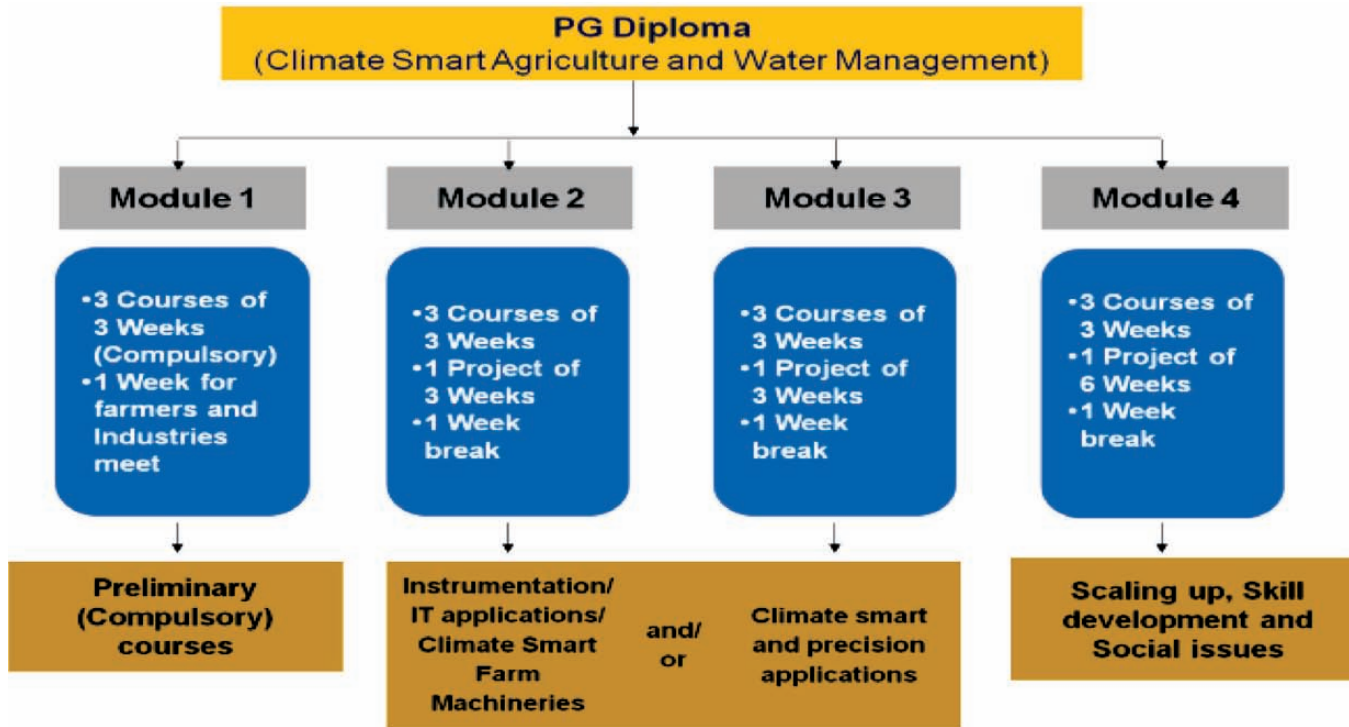 PG Diploma
(Climate Smart Agriculture and Water Management)
Module 1
Module 2
Module 3
Module 4
•3 Courses of
3 Weeks
(Compulsory)
•1 Week for
farmers and
Industries
meet
•3 Courses of
3 Weeks
•1 Project of
3 Weeks
•1 Week
break
•3 Courses of
3 Weeks
•1 Project of
3 Weeks
•1 Week
break
•3 Courses of
3 Weeks
•1 Project of
6 Weeks
•1 Week
break
Preliminary
(Compulsory)
courses
Instrumentation/
IT applications/
Climate Smart
Farm
Machineries
and/
or
Climate smart
and precision
applications
Scaling up, Skill
development and
Social issues